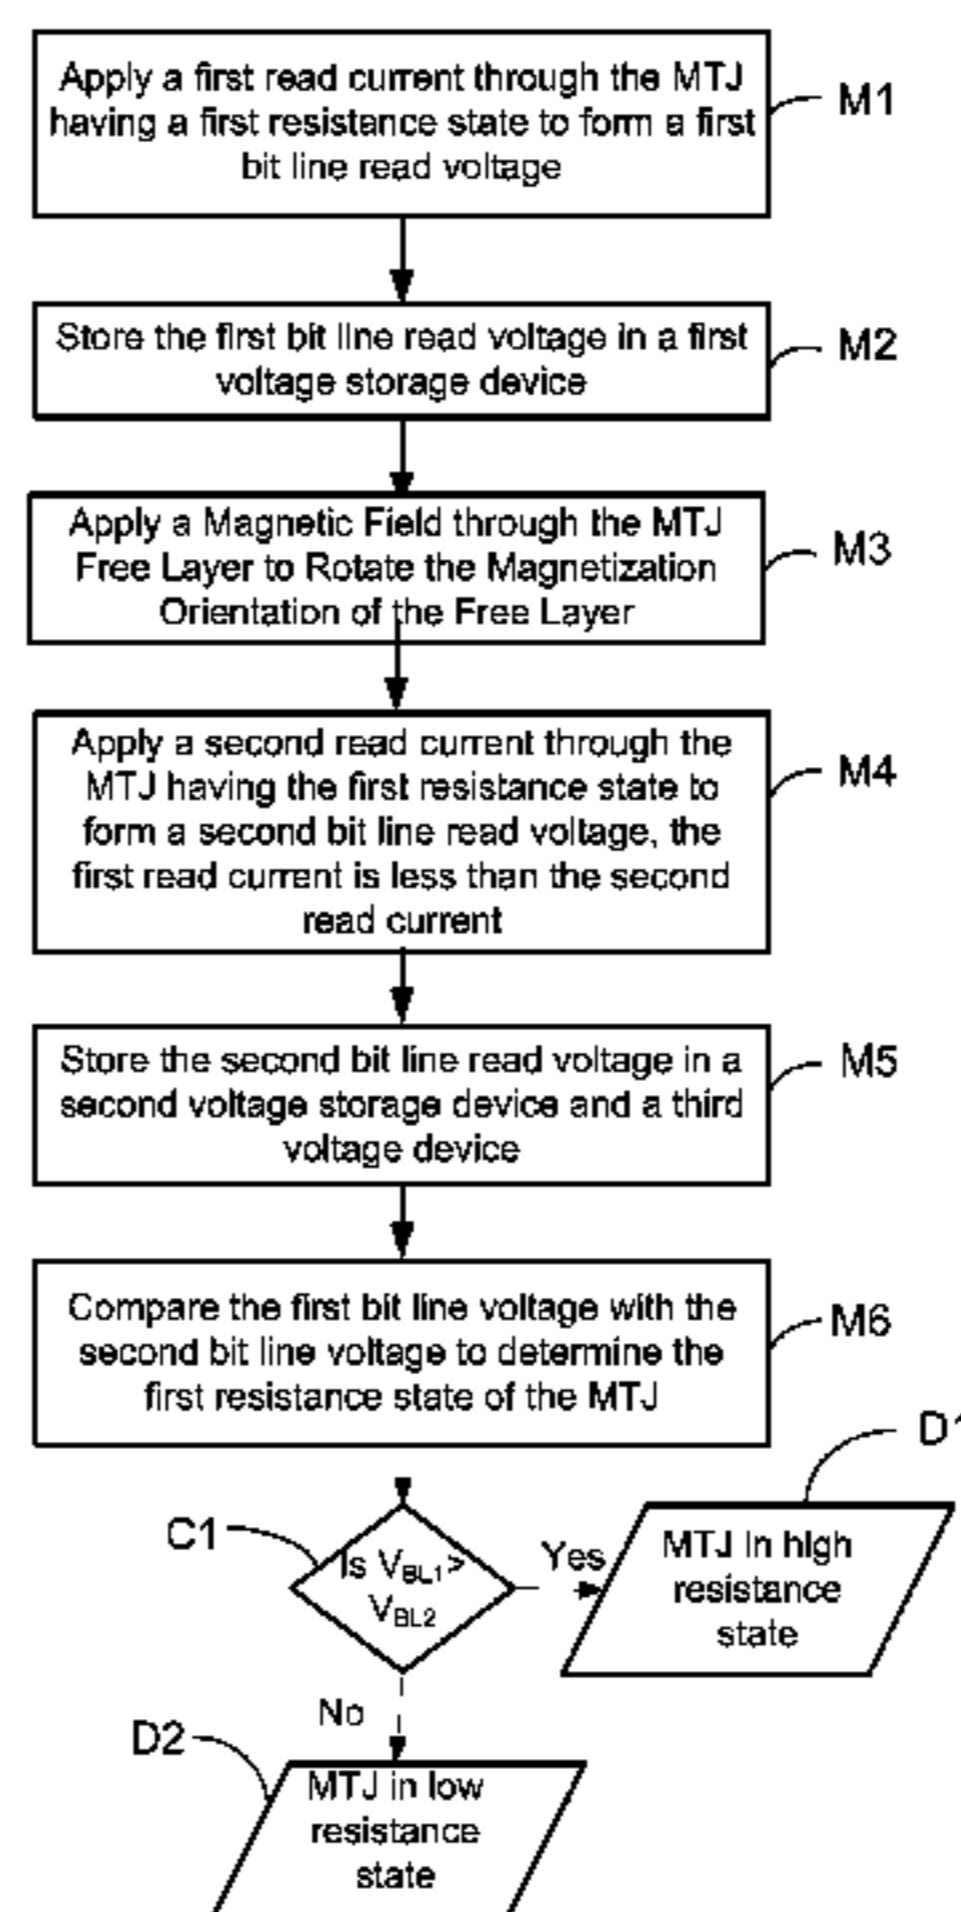 Apply a first read current through the MTJ
having a first resistance state to form a first
bit line read voltage
M1
Store the first bit line read voltage in a first
voltage storage device
M2
Apply a Magnetic Field through the MTJ
Free Layer to Rotate the Magnetization
Orientation of the Free Layer
M3
Apply a second read current through the
MTJ having the first resistance state to
form a second bit line read voltage, the
first read current is less than the second
read current
M4
Store the second bit line read voltage in a
second voltage storage device and a third
voltage device
M5
Compare the first bit line voltage with the
second bit line voltage to determine the
first resistance state of the MTJ
M6
D1
C1
Is VBL1>
VBL2
Yes
MTJ in high
resistance
state
No
D2
MTJ in low
resistance
state